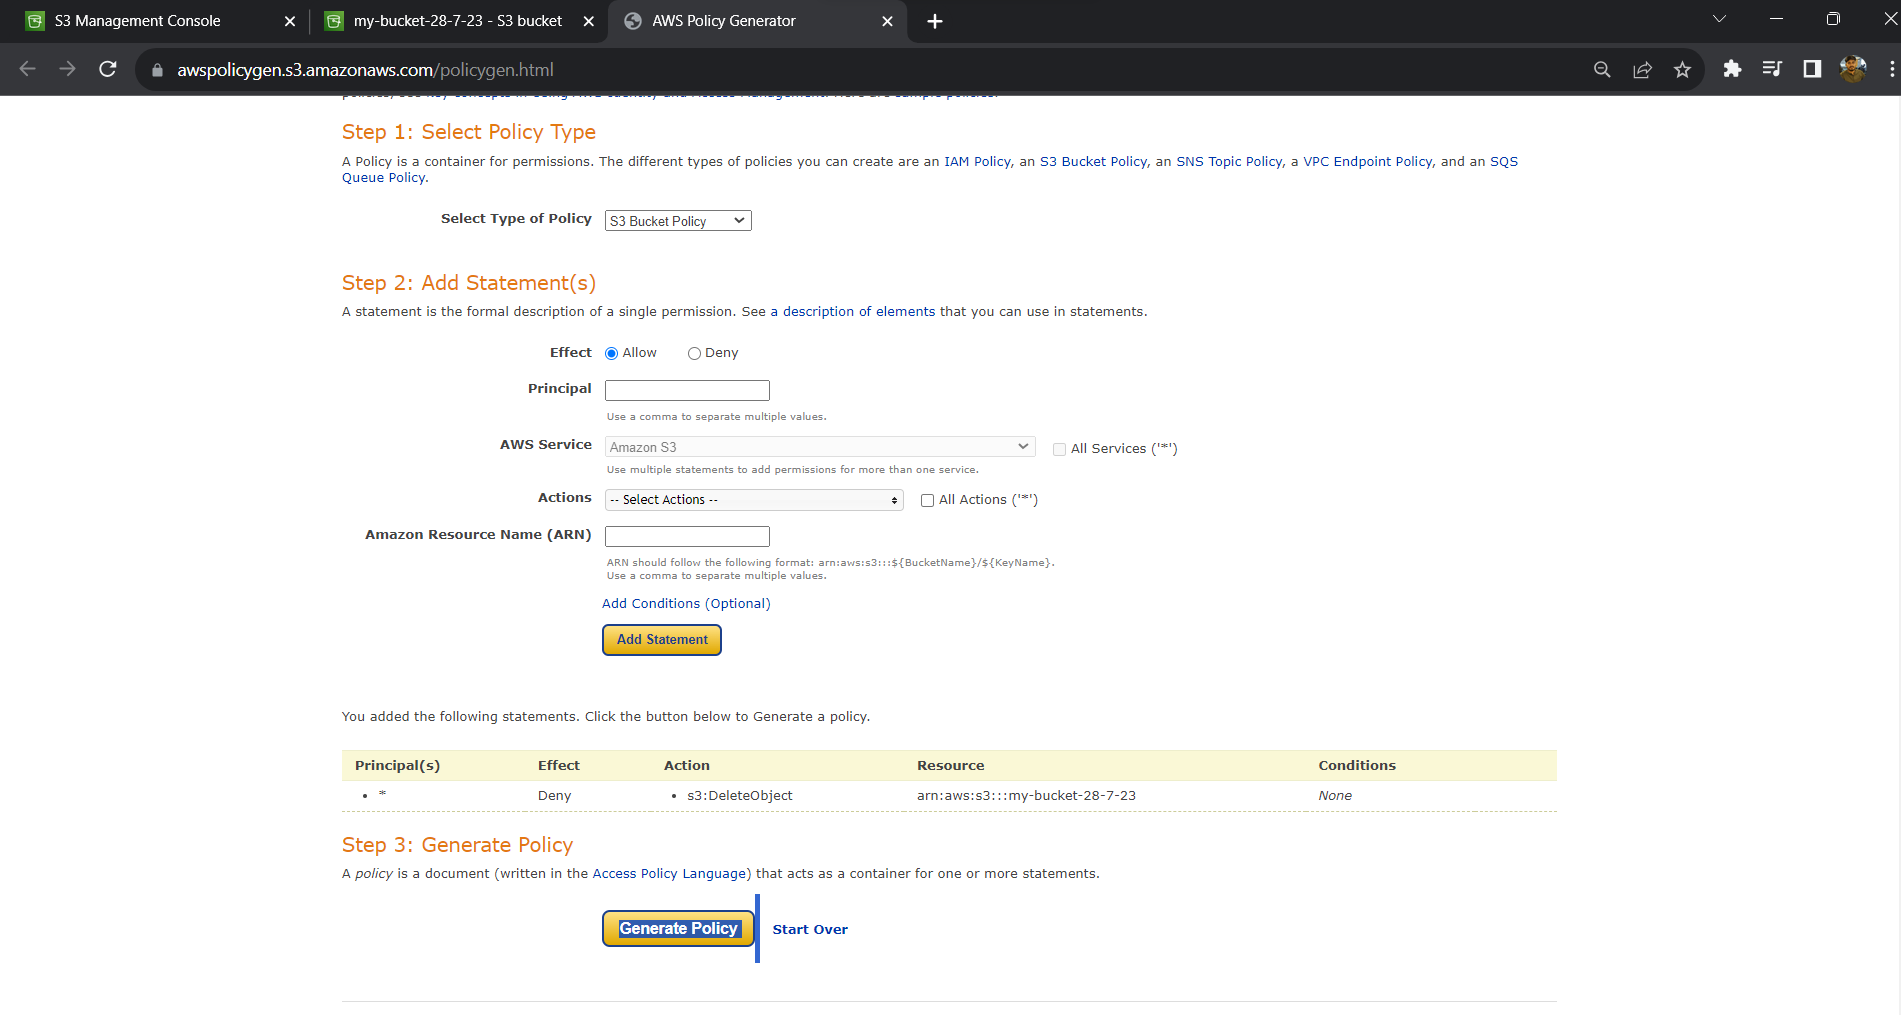 S3 Management Console
my-bucket-28-7-23 - S3 bucket
AWS Policy Generator
awspolicygen.s3.amazonaws.com/policygen.html
Step 1: Select Policy Type
A Policy is a container for permissions. The different types of policies you can create are an IAM Policy, an S3 Bucket Policy, an SNS Topic Policy, a VPC Endpoint Policy, and an SQS
Queue Policy.
Select Type of Policy S3 Bucket Policy
Step 2: Add Statement(s)
A statement is the formal description of a single permission. See a description of elements that you can use in statements.
Effect Allow Deny
Principal
Use a comma to separate multiple values.
AWS Service Amazon S3 All Services ('*')
Use multiple statements to add permissions for more than one service.
Actions -- Select Actions -- All Actions ('*')
Amazon Resource Name (ARN)
ARN should follow the following format: arn:aws:s3:::${BucketName}/${KeyName}.
Use a comma to separate multiple values.
Add Conditions (Optional)
Add Statement
You added the following statements. Click the button below to Generate a policy.
Principal(s) Effect Action Resource Conditions
• * Deny • s3:DeleteObject arn:aws:s3:::my-bucket-28-7-23 None
Step 3: Generate Policy
A policy is a document (written in the Access Policy Language) that acts as a container for one or more statements.
Generate Policy Start Over